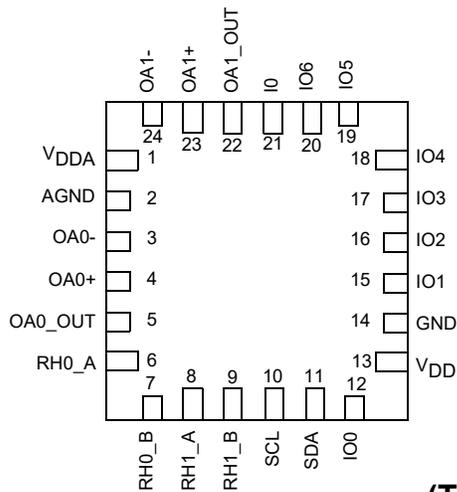 OA1-
OA1+
OA1_OUT
I0
IO6
IO5
24
23
22
21
20
19
VDDA
1
AGND
2
OA0-
3
OA0+
4
OA0_OUT
5
RH0_A
6
18
IO4
17
IO3
16
IO2
15
IO1
14
GND
13
VDD
7
8
9
10
11
12
RH0_B
RH1_A
RH1_B
SCL
SDA
IO0